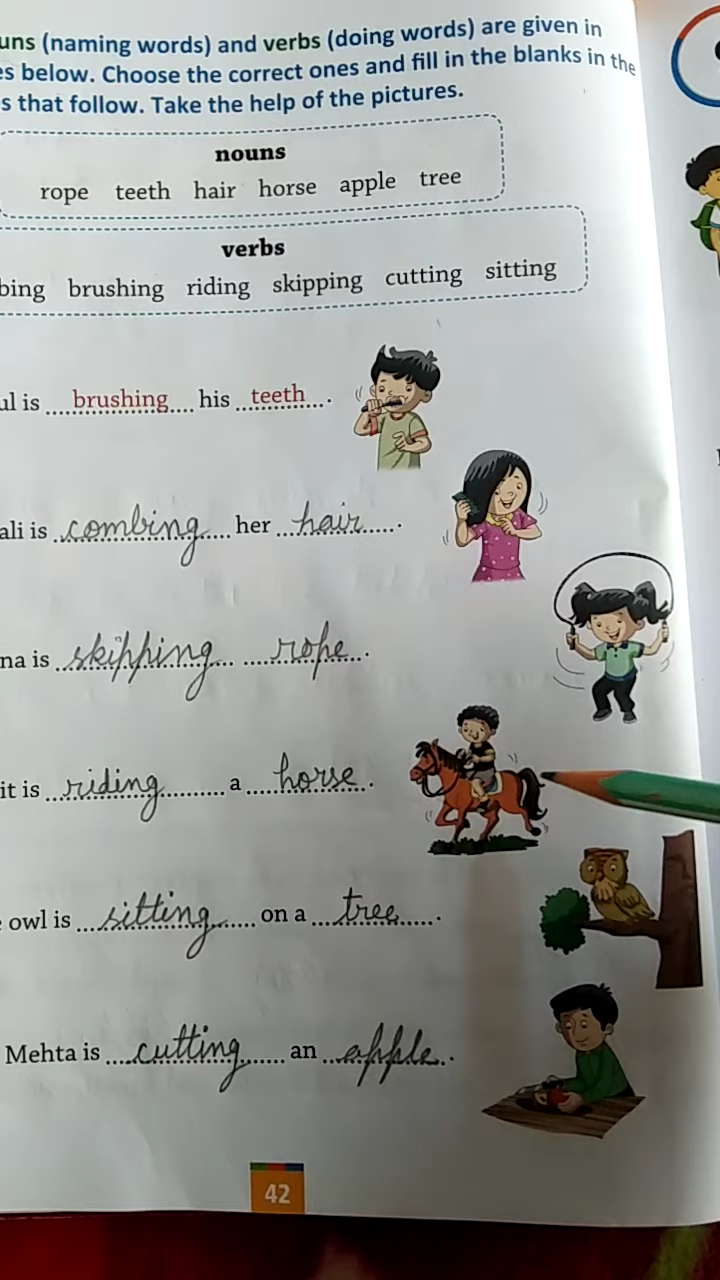 uns (naming words) and verbs (doing words) are given in
es below. Choose the correct ones and fill in the blanks in the
s that follow. Take the help of the pictures.
nouns
rope teeth hair horse apple tree
verbs
bing brushing riding skipping cutting sitting
ul is brushing his teeth.
ali is combing her hair.
na is skipping rope.
it is riding a horse.
owl is sitting on a tree.
Mehta is cutting an apple.
42